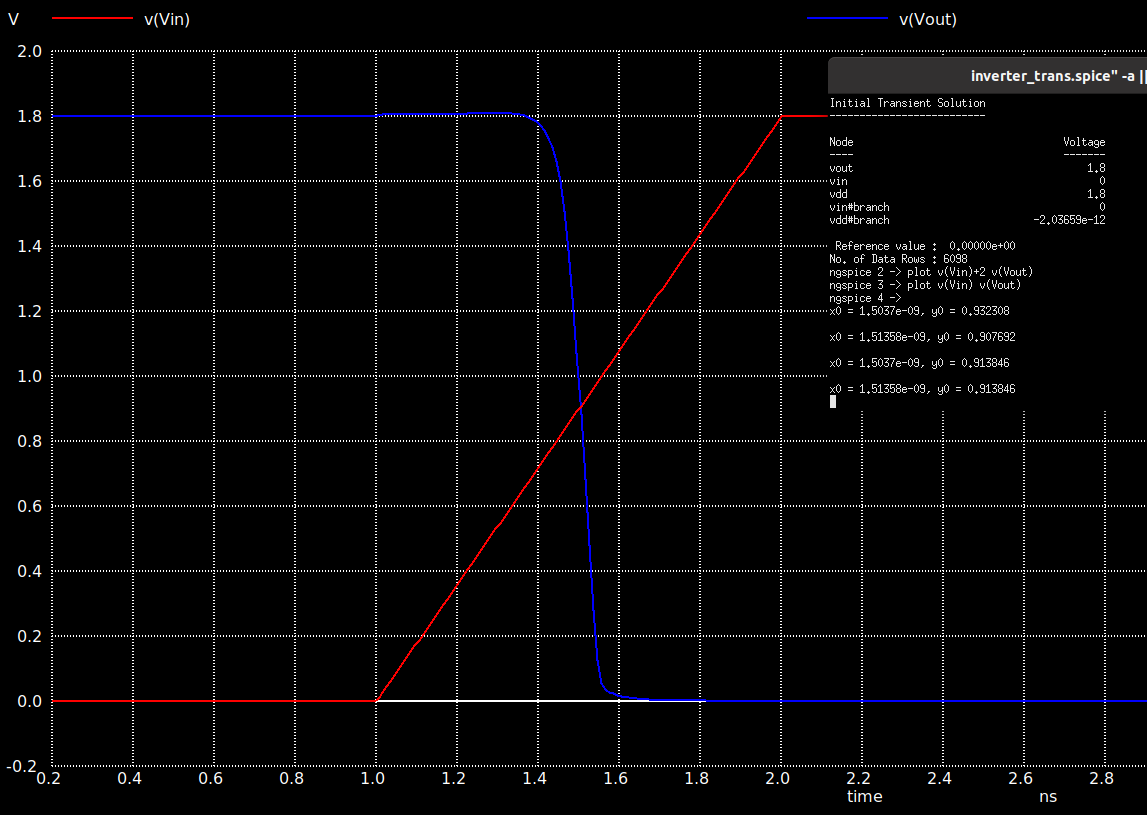 V v(Vin) v(Vout)
2.0
1.8
1.6
1.4
1.2
1.0
0.8
0.6
0.4
0.2
0.0
-0.2
0.2 0.4 0.6 0.8 1.0 1.2 1.4 1.6 1.8 2.0 2.2 2.4 2.6 2.8
time ns
inverter_trans.spice" -a ||
Initial Transient Solution
--------------------------
Node Voltage
---- -------
vout 1.8
vin 0
vdd 1.8
vin#branch 0
vdd#branch -2.03659e-12
Reference value : 0.00000e+00
No. of Data Rows : 6098
ngspice 2 -> plot v(Vin)+2 v(Vout)
ngspice 3 -> plot v(Vin) v(Vout)
ngspice 4 ->
x0 = 1.5037e-09, y0 = 0.932308
x0 = 1.51358e-09, y0 = 0.907692
x0 = 1.5037e-09, y0 = 0.913846
x0 = 1.51358e-09, y0 = 0.913846